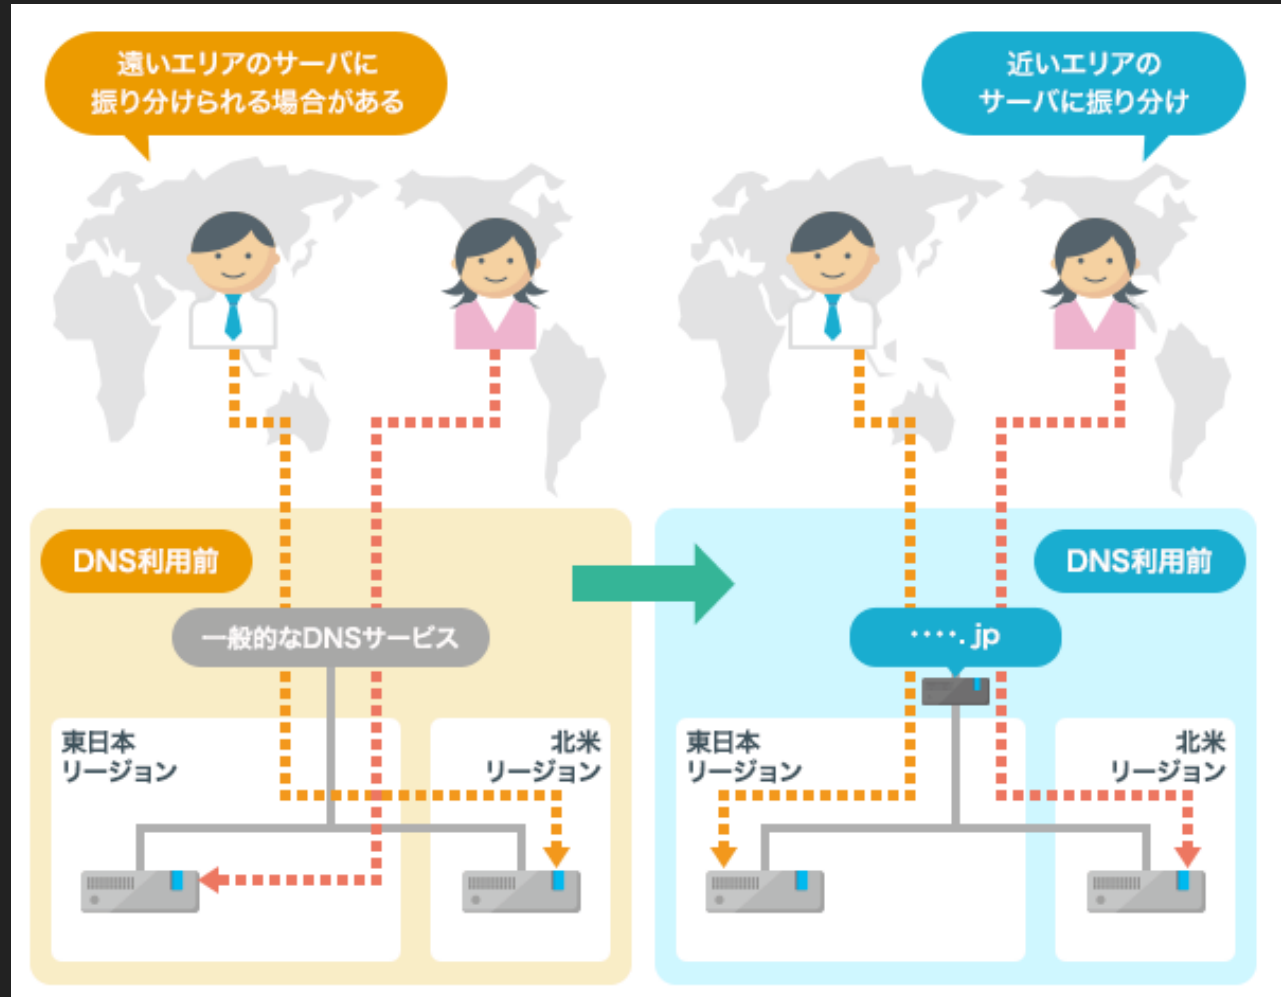 遠いエリアのサーバに
振り分けられる場合がある
近いエリアの
サーバに振り分け
DNS利用前
一般的なDNSサービス
東日本
リージョン
北米
リージョン
DNS利用前
····.jp
東日本
リージョン
北米
リージョン